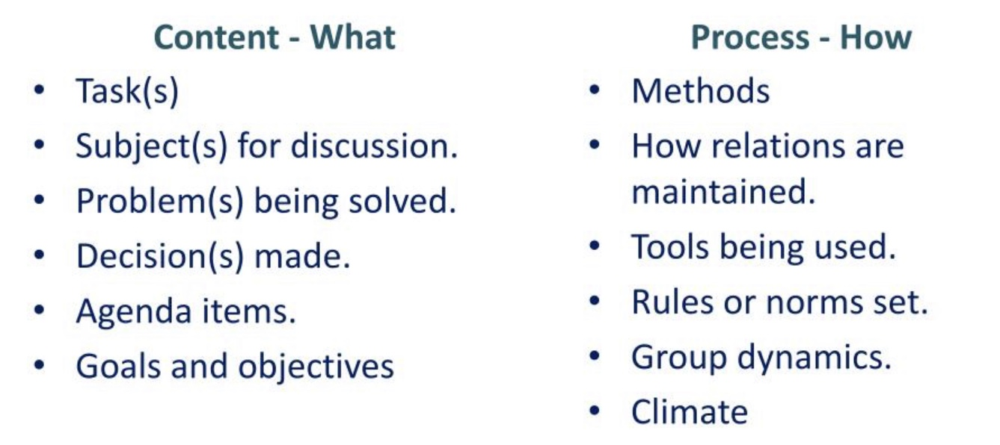 Content - What
• Task(s)
• Subject(s) for discussion.
• Problem(s) being solved.
• Decision(s) made.
• Agenda items.
• Goals and objectives
Process - How
• Methods
• How relations are
maintained.
• Tools being used.
• Rules or norms set.
• Group dynamics.
• Climate